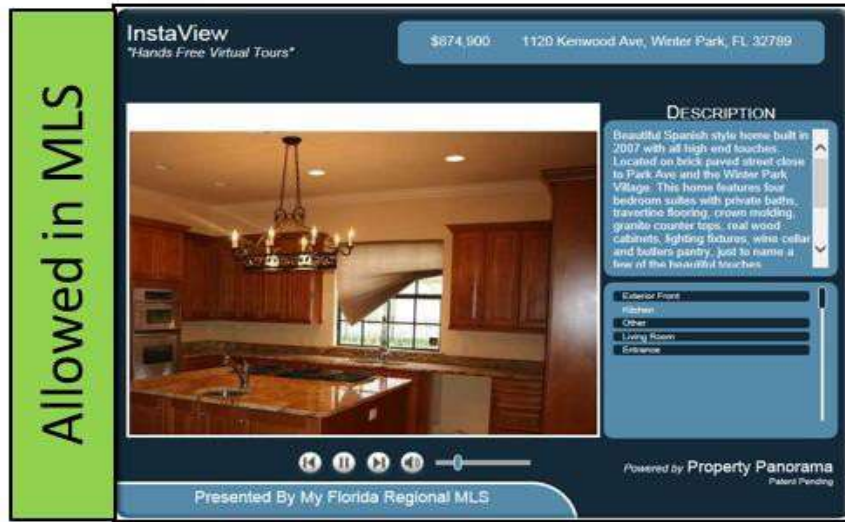 Allowed in MLS
InstaView
"Hands Free Virtual Tours"
$874,900 1120 Kenwood Ave, Winter Park, FL 32789
DESCRIPTION
Beautiful Spanish style home built in
2007 with all high end touches.
Located on brick paved street close
to Park Ave and the Winter Park
Village. This home features four
bedroom suites with private baths,
travertino flooring, crown molding,
granite counter tops, real wood
cabinets, lighting fixtures, wine cellar
and butlers pantry, just to name a
few of the beautiful touches
Exterior Front
Kitchen
Other
Living Room
Entrance
Powered by Property Panorama
Patent Pending
Presented By My Florida Regional MLS